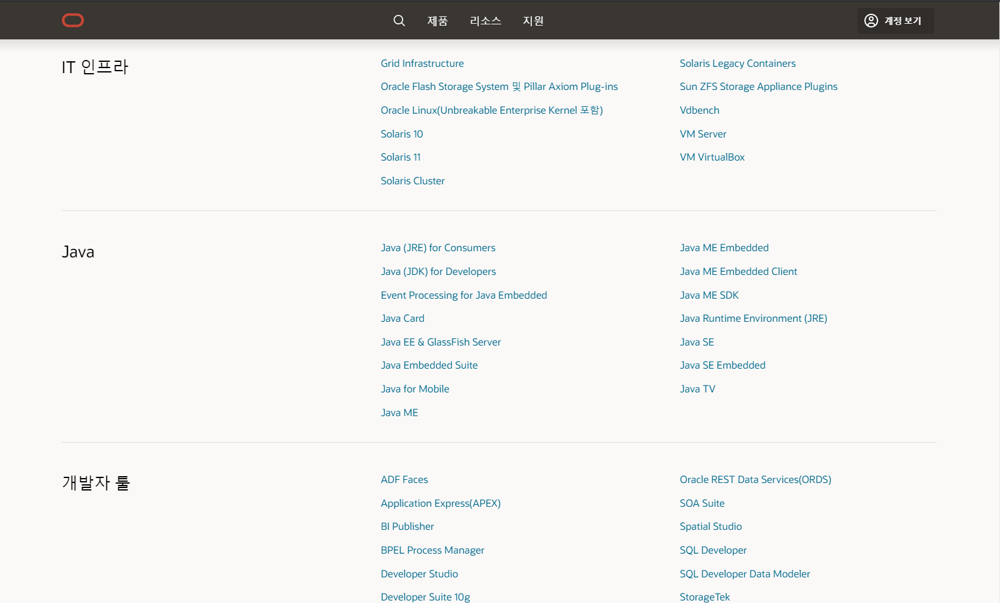 제품 리소스 지원 계정 보기
IT 인프라
Grid Infrastructure
Oracle Flash Storage System 및 Pillar Axiom Plug-ins
Oracle Linux(Unbreakable Enterprise Kernel 포함)
Solaris 10
Solaris 11
Solaris Cluster
Solaris Legacy Containers
Sun ZFS Storage Appliance Plugins
Vdbench
VM Server
VM VirtualBox
Java
Java (JRE) for Consumers
Java (JDK) for Developers
Event Processing for Java Embedded
Java Card
Java EE & GlassFish Server
Java Embedded Suite
Java for Mobile
Java ME
Java ME Embedded
Java ME Embedded Client
Java ME SDK
Java Runtime Environment (JRE)
Java SE
Java SE Embedded
Java TV
개발자 툴
ADF Faces
Application Express(APEX)
BI Publisher
BPEL Process Manager
Developer Studio
Developer Suite 10g
Oracle REST Data Services(ORDS)
SOA Suite
Spatial Studio
SQL Developer
SQL Developer Data Modeler
StorageTek